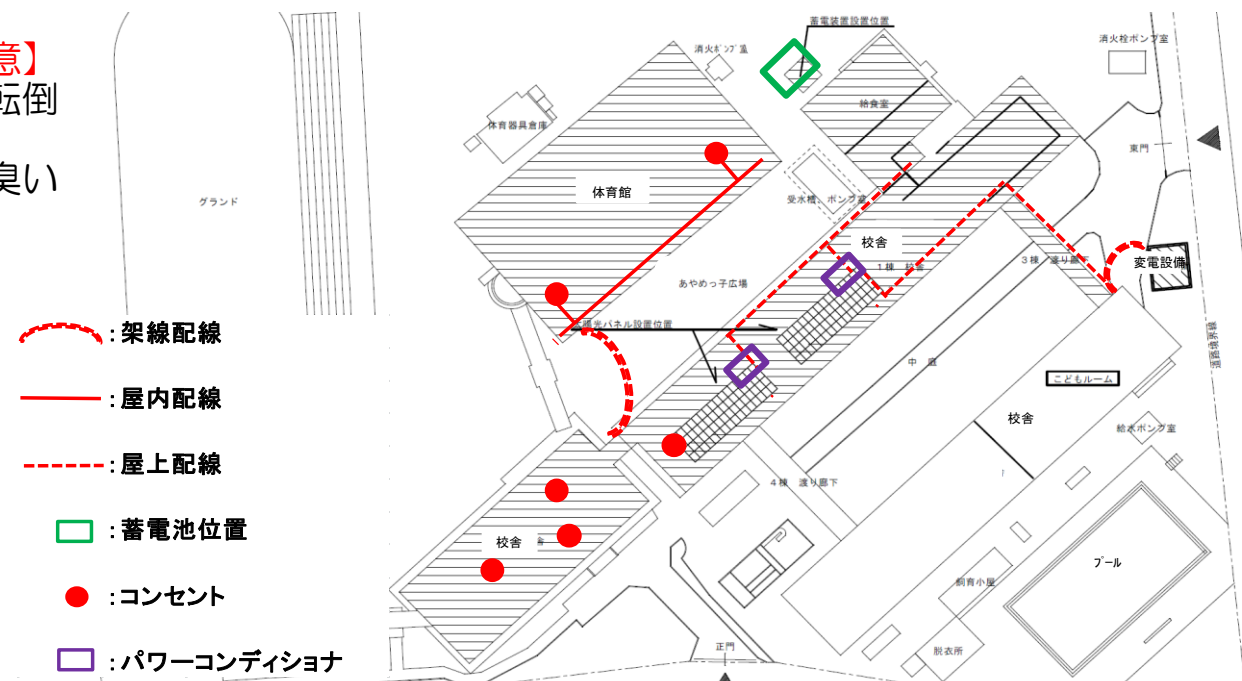 意】
転倒
臭い
蓄電装置設置位置
消火ポンプ室
消火栓ポンプ室
体育器具倉庫
給食室
東門
グランド
体育館
受水槽、ポンプ室
校舎
1棟 校舎
3棟 渡り廊下
変電設備
あやめっ子広場
太陽光パネル設置位置
道路境界線
中庭
こどもルーム
校舎
給水ポンプ室
4棟 渡り廊下
校舎
プール
飼育小屋
正門
脱衣所
:架線配線
:屋内配線
:屋上配線
:蓄電池位置
:コンセント
:パワーコンディショナ